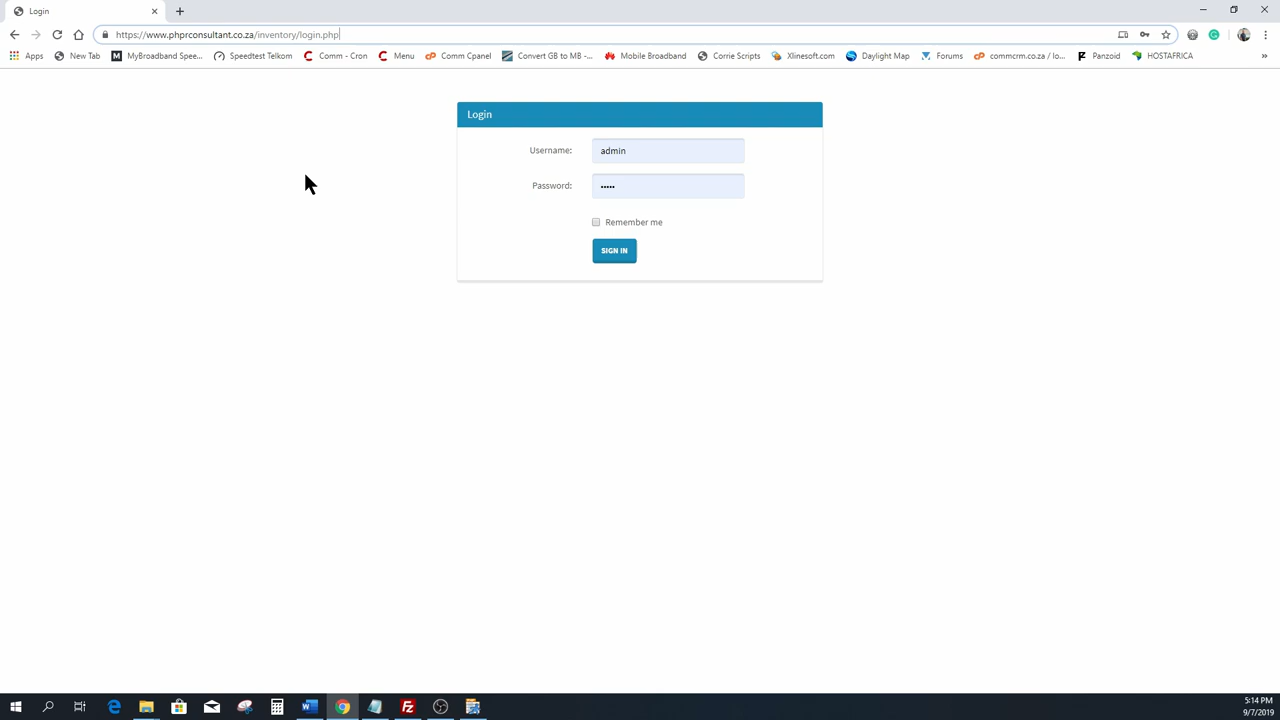 Login
https://www.phprconsultant.co.za/inventory/login.php
Apps New Tab MyBroadband Spee... Speedtest Telkom Comm - Cron Menu Comm Cpanel Convert GB to MB -... Mobile Broadband Corrie Scripts Xlinesoft.com Daylight Map Forums commcrm.co.za / lo... Panzoid HOSTAFRICA »
Login
Username: admin
Password: •••••
Remember me
SIGN IN
5:14 PM
9/7/2019